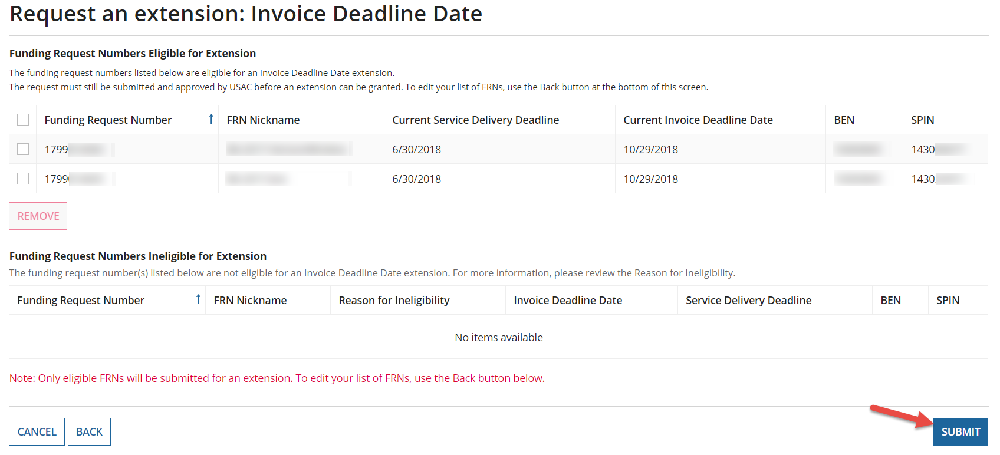 Request an extension: Invoice Deadline Date
Funding Request Numbers Eligible for Extension
The funding request numbers listed below are eligible for an Invoice Deadline Date extension.
The request must still be submitted and approved by USAC before an extension can be granted. To edit your list of FRNs, use the Back button at the bottom of this screen.
Funding Request Number ↑ FRN Nickname Current Service Delivery Deadline Current Invoice Deadline Date BEN SPIN
1799 6/30/2018 10/29/2018 1430
1799 6/30/2018 10/29/2018 1430
REMOVE
Funding Request Numbers Ineligible for Extension
The funding request number(s) listed below are not eligible for an Invoice Deadline Date extension. For more information, please review the Reason for Ineligibility.
Funding Request Number ↑ FRN Nickname Reason for Ineligibility Invoice Deadline Date Service Delivery Deadline BEN SPIN
No items available
Note: Only eligible FRNs will be submitted for an extension. To edit your list of FRNs, use the Back button below.
CANCEL BACK SUBMIT